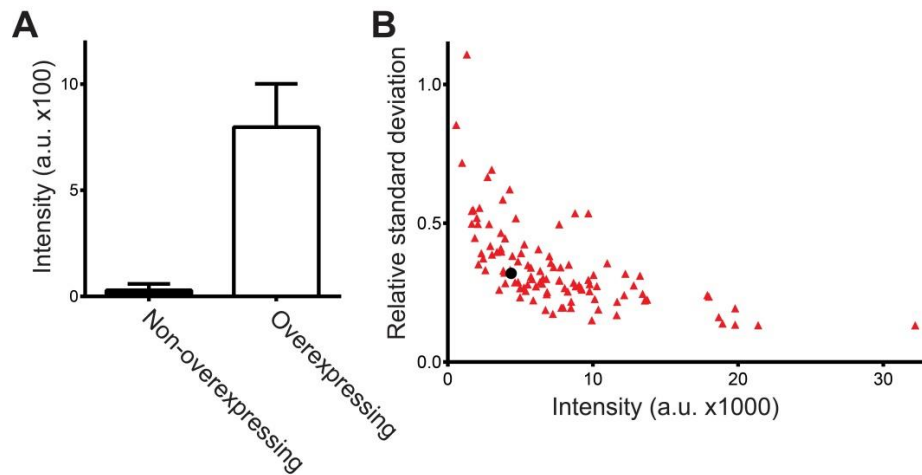 A
Intensity (a.u. x100)
10
5
0
Non-overexpressing
Overexpressing
B
Relative standard deviation
1.0
0.5
0.0
0
10
20
30
Intensity (a.u. x1000)